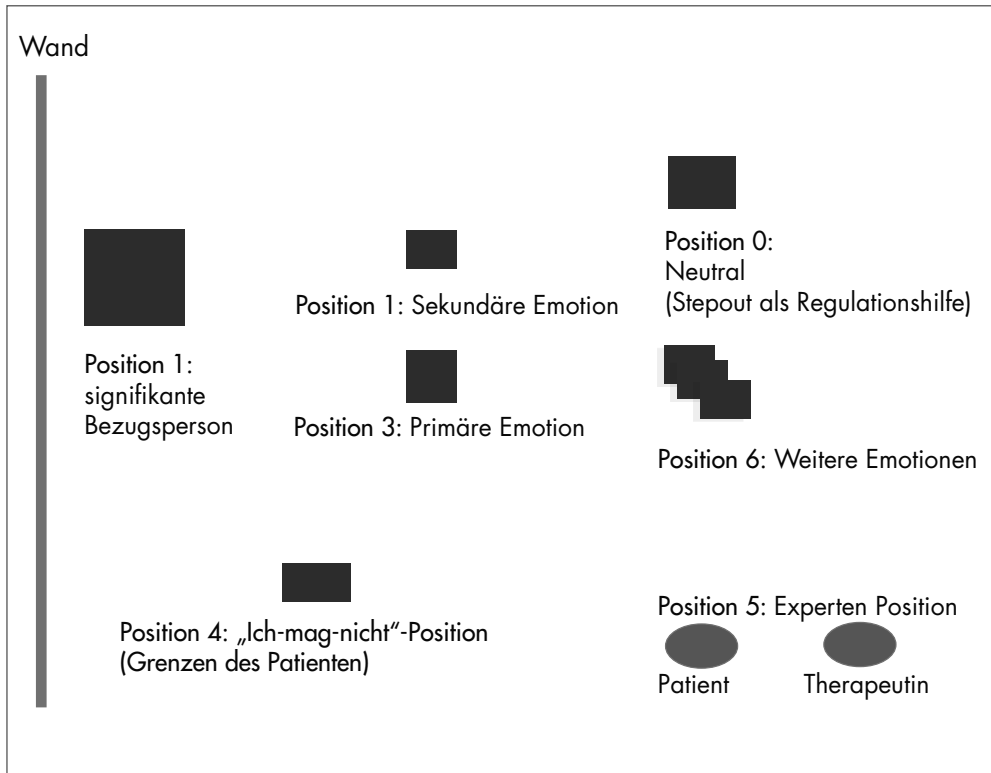 Wand
Position 0:
Neutral
(Stepout als Regulationshilfe)
Position 1: Sekundäre Emotion
Position 1:
signifikante
Bezugsperson
Position 3: Primäre Emotion
Position 6: Weitere Emotionen
Position 4: „Ich-mag-nicht“-Position
(Grenzen des Patienten)
Position 5: Experten Position
Patient
Therapeutin